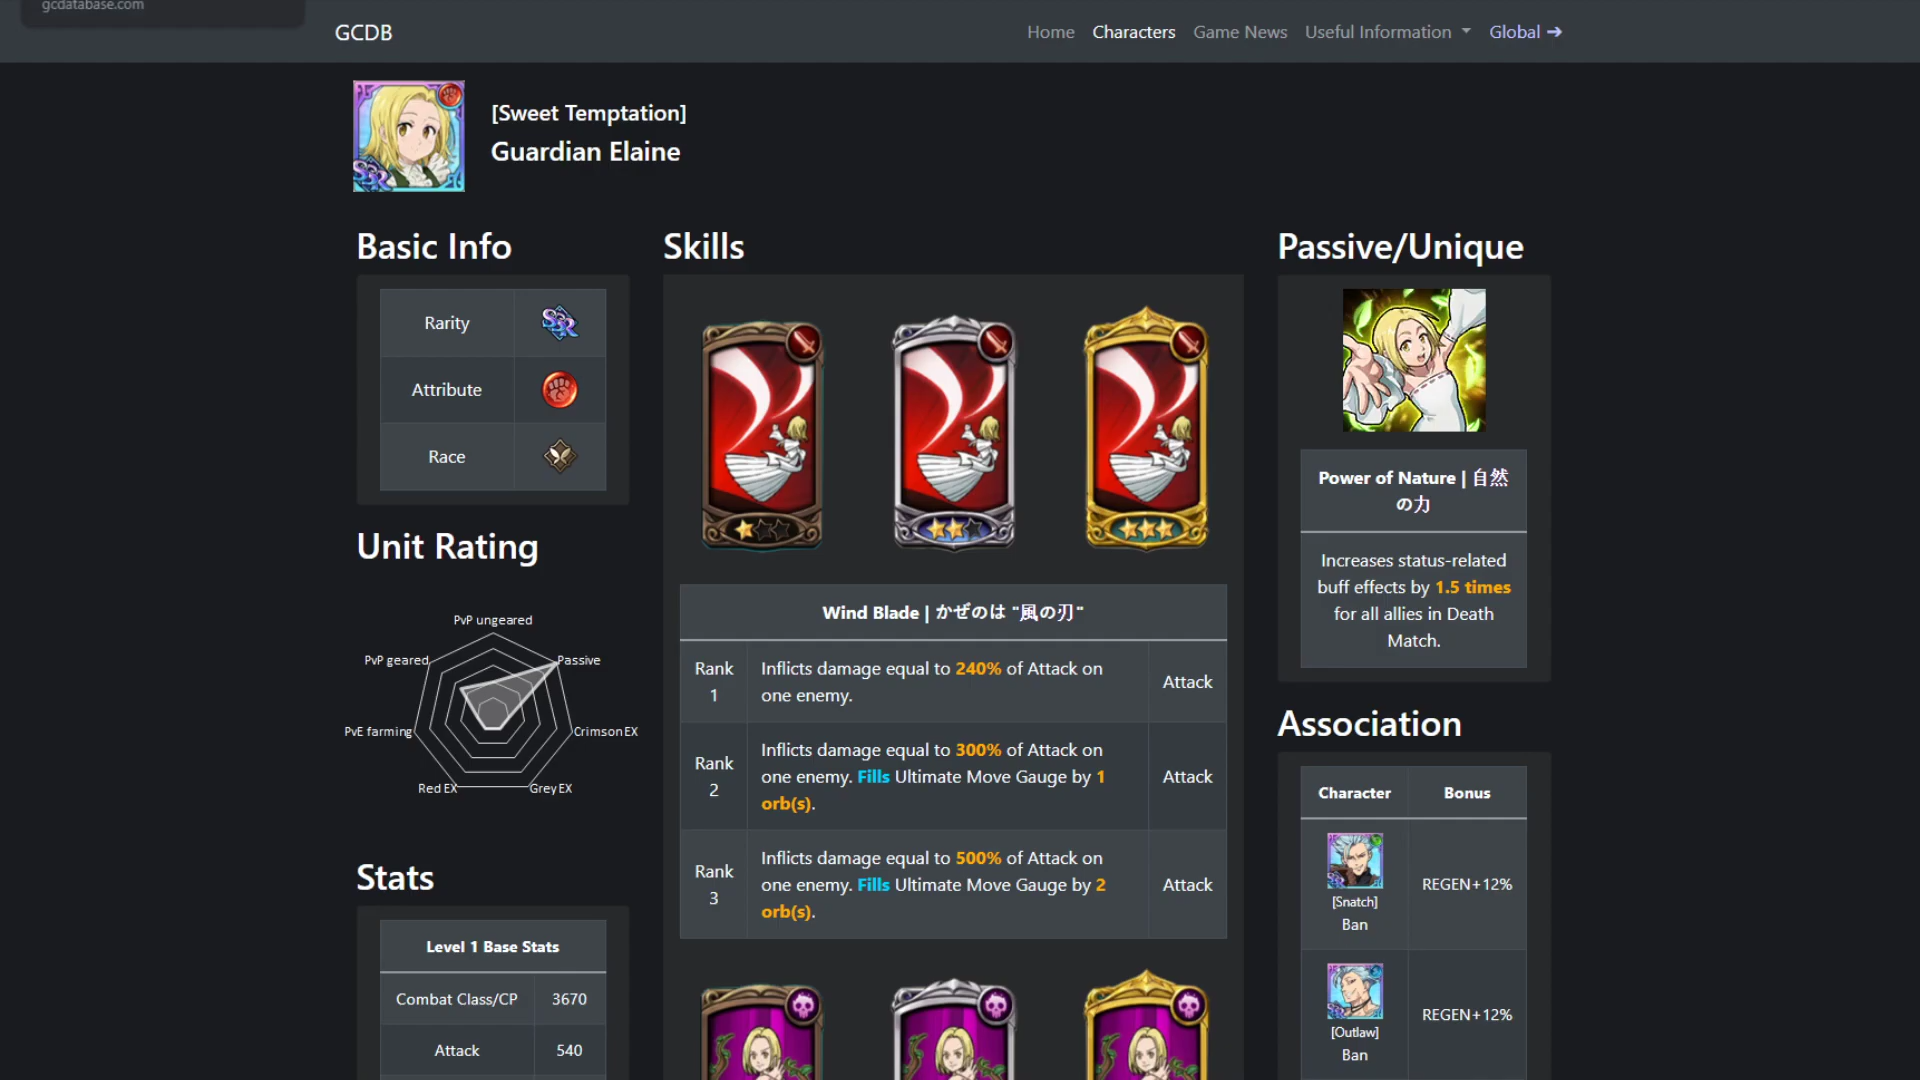 gcdatabase.com
GCDB
Home Characters Game News Useful Information Global ➔
[Sweet Temptation]
Guardian Elaine
Basic Info
Rarity SSR
Attribute
Race
Unit Rating
PvP ungeared
PvP geared
Passive
PvE farming
Crimson EX
Red EX
Grey EX
Stats
Level 1 Base Stats
Combat Class/CP 3670
Attack 540
Skills
Wind Blade | かぜのは "風の刃"
Rank 1
Inflicts damage equal to 240% of Attack on
one enemy.
Attack
Rank 2
Inflicts damage equal to 300% of Attack on
one enemy. Fills Ultimate Move Gauge by 1
orb(s).
Attack
Rank 3
Inflicts damage equal to 500% of Attack on
one enemy. Fills Ultimate Move Gauge by 2
orb(s).
Attack
Passive/Unique
Power of Nature | 自然
の力
Increases status-related
buff effects by 1.5 times
for all allies in Death
Match.
Association
Character Bonus
[Snatch]
Ban
REGEN+12%
[Outlaw]
Ban
REGEN+12%